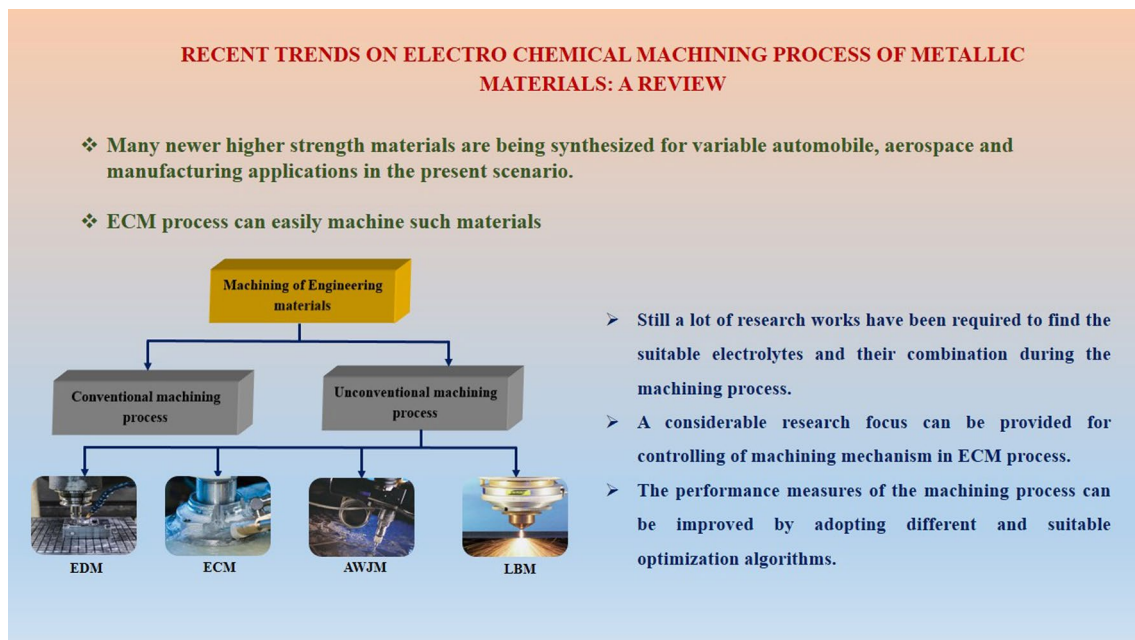 RECENT TRENDS ON ELECTRO CHEMICAL MACHINING PROCESS OF METALLIC
MATERIALS: A REVIEW
❖ Many newer higher strength materials are being synthesized for variable automobile, aerospace and
manufacturing applications in the present scenario.
❖ ECM process can easily machine such materials
Machining of Engineering
materials
Conventional machining
process
Unconventional machining
process
EDM
ECM
AWJM
LBM
➢ Still a lot of research works have been required to find the
suitable electrolytes and their combination during the
machining process.
➢ A considerable research focus can be provided for
controlling of machining mechanism in ECM process.
➢ The performance measures of the machining process can
be improved by adopting different and suitable
optimization algorithms.